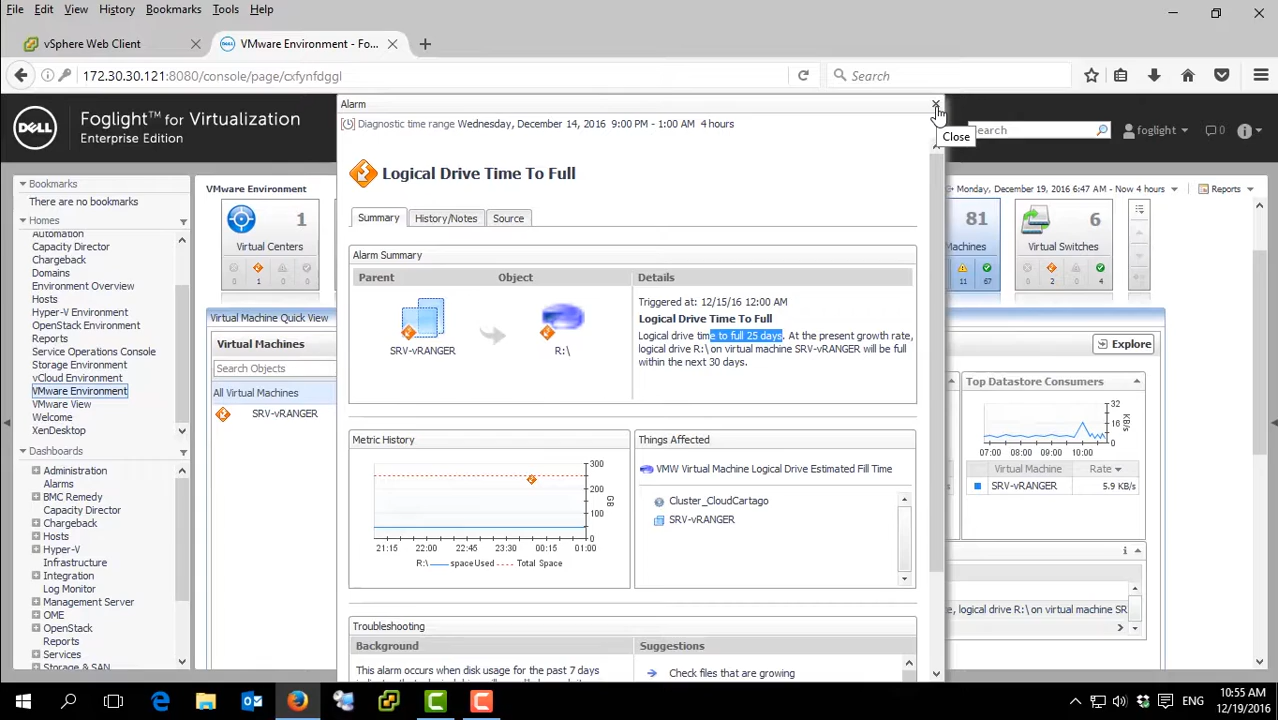 File Edit View History Bookmarks Tools Help
vSphere Web Client
VMware Environment - Fo...
172.30.30.121:8080/console/page/cxfynfdggl
Search
DELL
Foglight™ for Virtualization
Enterprise Edition
foglight
0
Bookmarks
There are no bookmarks
Homes
Automation
Capacity Director
Chargeback
Domains
Environment Overview
Hosts
Hyper-V Environment
OpenStack Environment
Reports
Service Operations Console
Storage Environment
vCloud Environment
VMware Environment
VMware View
Welcome
XenDesktop
Dashboards
Administration
Alarms
BMC Remedy
Capacity Director
Chargeback
Hosts
Hyper-V
Infrastructure
Integration
Log Monitor
Management Server
OME
OpenStack
Reports
Services
Storage & SAN
VMware Environment
1
Virtual Centers
0 1 0 0
Virtual Machine Quick View
Virtual Machines
Search Objects
All Virtual Machines
SRV-vRANGER
Alarm
Diagnostic time range Wednesday, December 14, 2016 9:00 PM - 1:00 AM 4 hours
Close
Logical Drive Time To Full
Summary History/Notes Source
Alarm Summary
Parent Object Details
SRV-vRANGER
R:\
Triggered at: 12/15/16 12:00 AM
Logical Drive Time To Full
Logical drive time to full 25 days. At the present growth rate,
logical drive R:\ on virtual machine SRV-vRANGER will be full
within the next 30 days.
Metric History
300
200
100
0
GB
21:15 22:00 22:45 23:30 00:15 01:00
R:\ spaceUsed Total Space
Things Affected
VMW Virtual Machine Logical Drive Estimated Fill Time
Cluster_CloudCartago
SRV-vRANGER
Troubleshooting
Background
This alarm occurs when disk usage for the past 7 days
Suggestions
Check files that are growing
Monday, December 19, 2016 6:47 AM - Now 4 hours
Reports
81
Machines
11 67
6
Virtual Switches
0 2 0 4
Explore
Top Datastore Consumers
32
16
0
KB/s
07:00 08:00 09:00 10:00
Virtual Machine Rate
SRV-vRANGER 5.9 KB/s
e, logical drive R:\ on virtual machine SR
ENG
10:55 AM
12/19/2016